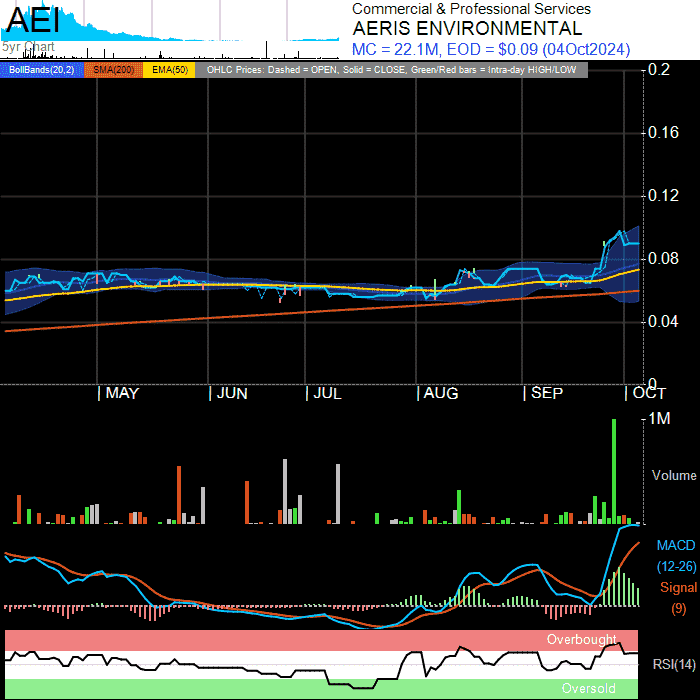 AEI
5yr Chart
Commercial & Professional Services
AERIS ENVIRONMENTAL
MC = 22.1M, EOD = $0.09 (04Oct2024)
BollBands(20,2) SMA(200) EMA(50) OHLC Prices: Dashed = OPEN, Solid = CLOSE, Green/Red bars = Intra-day HIGH/LOW
0.2
0.16
0.12
0.08
0.04
0
MAY JUN JUL AUG SEP OCT
1M
Volume
MACD
(12-26)
Signal
(9)
Overbought
RSI(14)
Oversold